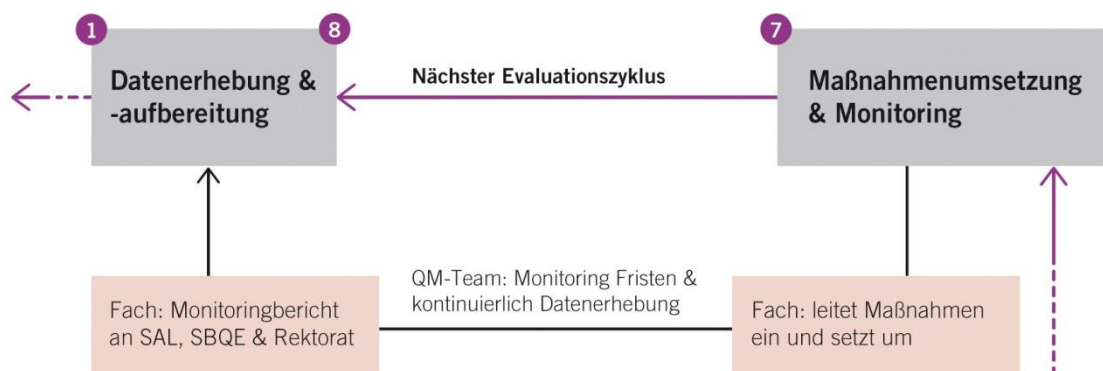 1
8
7
Datenerhebung &
-aufbereitung
Nächster Evaluationszyklus
Maßnahmenumsetzung
& Monitoring
Fach: Monitoringbericht
an SAL, SBQE & Rektorat
QM-Team: Monitoring Fristen &
kontinuierlich Datenerhebung
Fach: leitet Maßnahmen
ein und setzt um